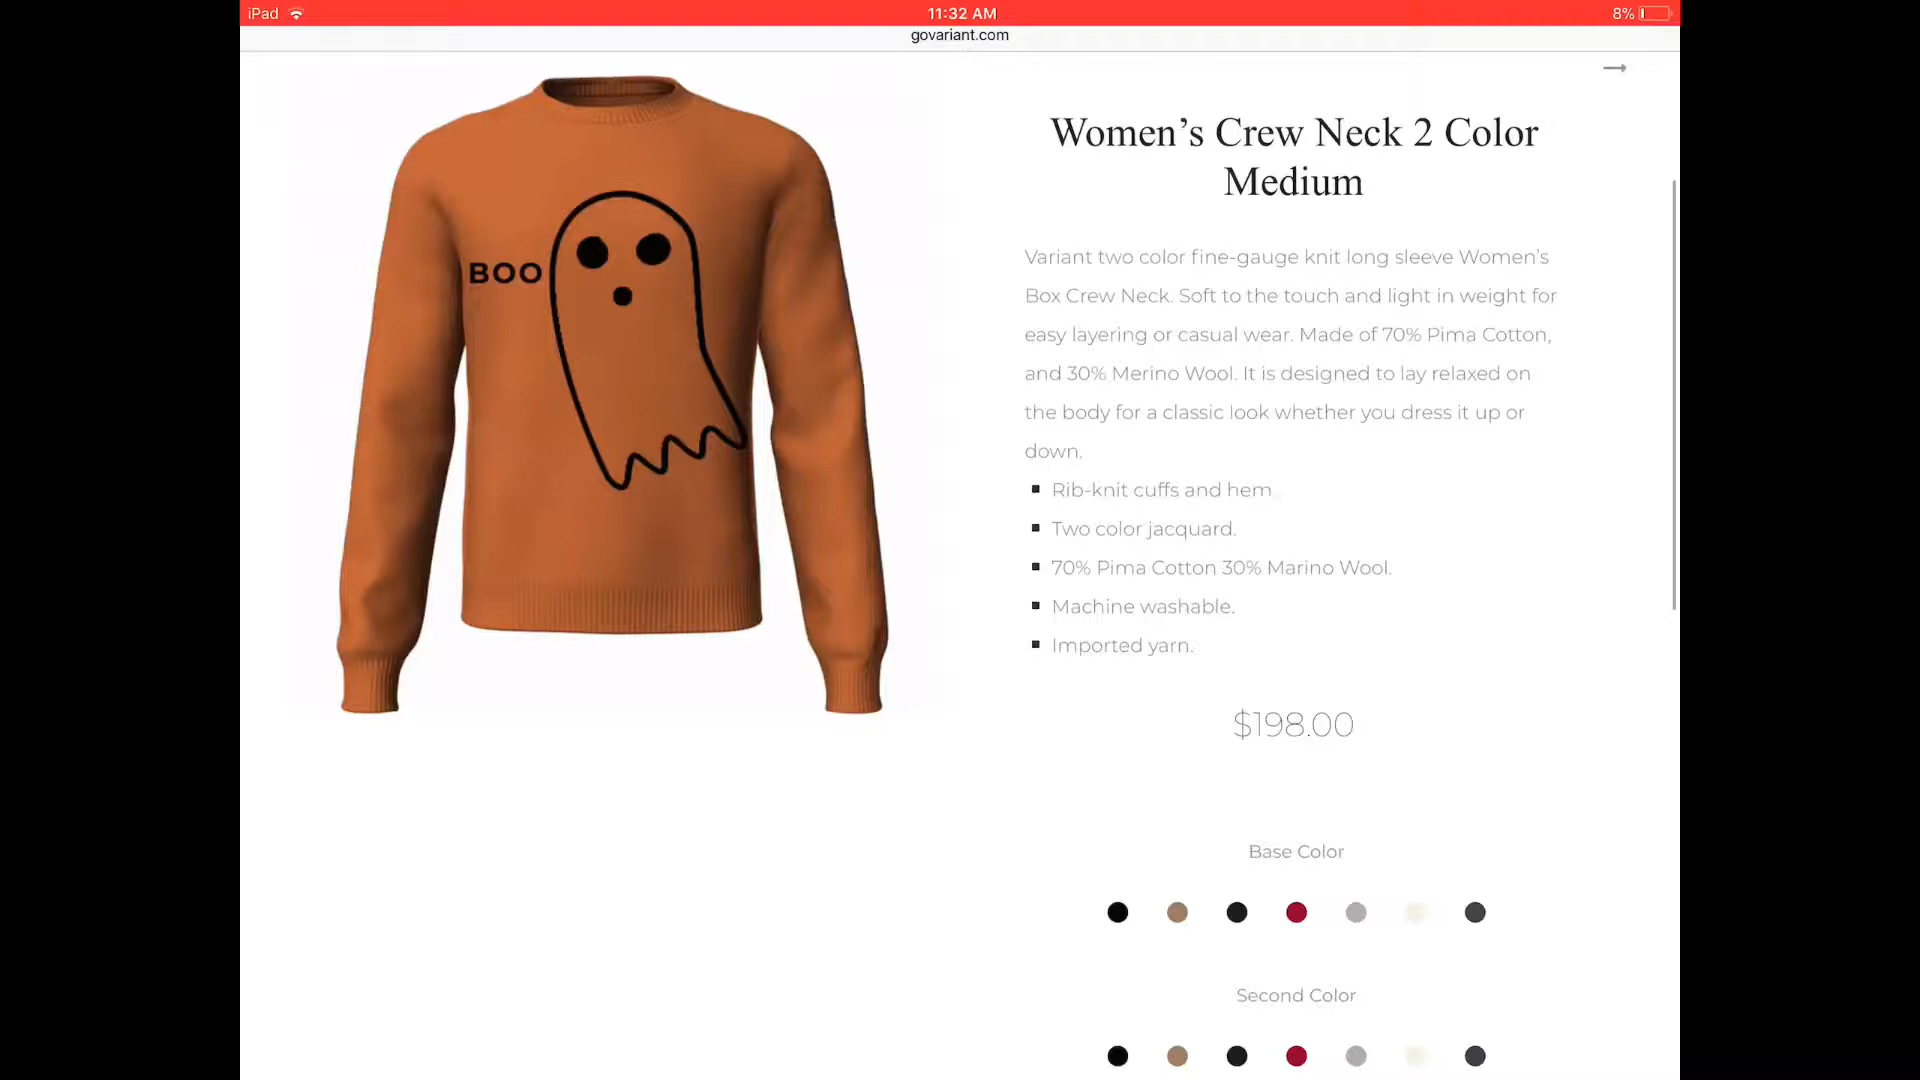 iPad
11:32 AM
8%
govariant.com
BOO
Women’s Crew Neck 2 Color
Medium
Variant two color fine-gauge knit long sleeve Women’s
Box Crew Neck. Soft to the touch and light in weight for
easy layering or casual wear. Made of 70% Pima Cotton,
and 30% Merino Wool. It is designed to lay relaxed on
the body for a classic look whether you dress it up or
down.
Rib-knit cuffs and hem
Two color jacquard.
70% Pima Cotton 30% Marino Wool.
Machine washable.
Imported yarn.
$198.00
Base Color
Second Color